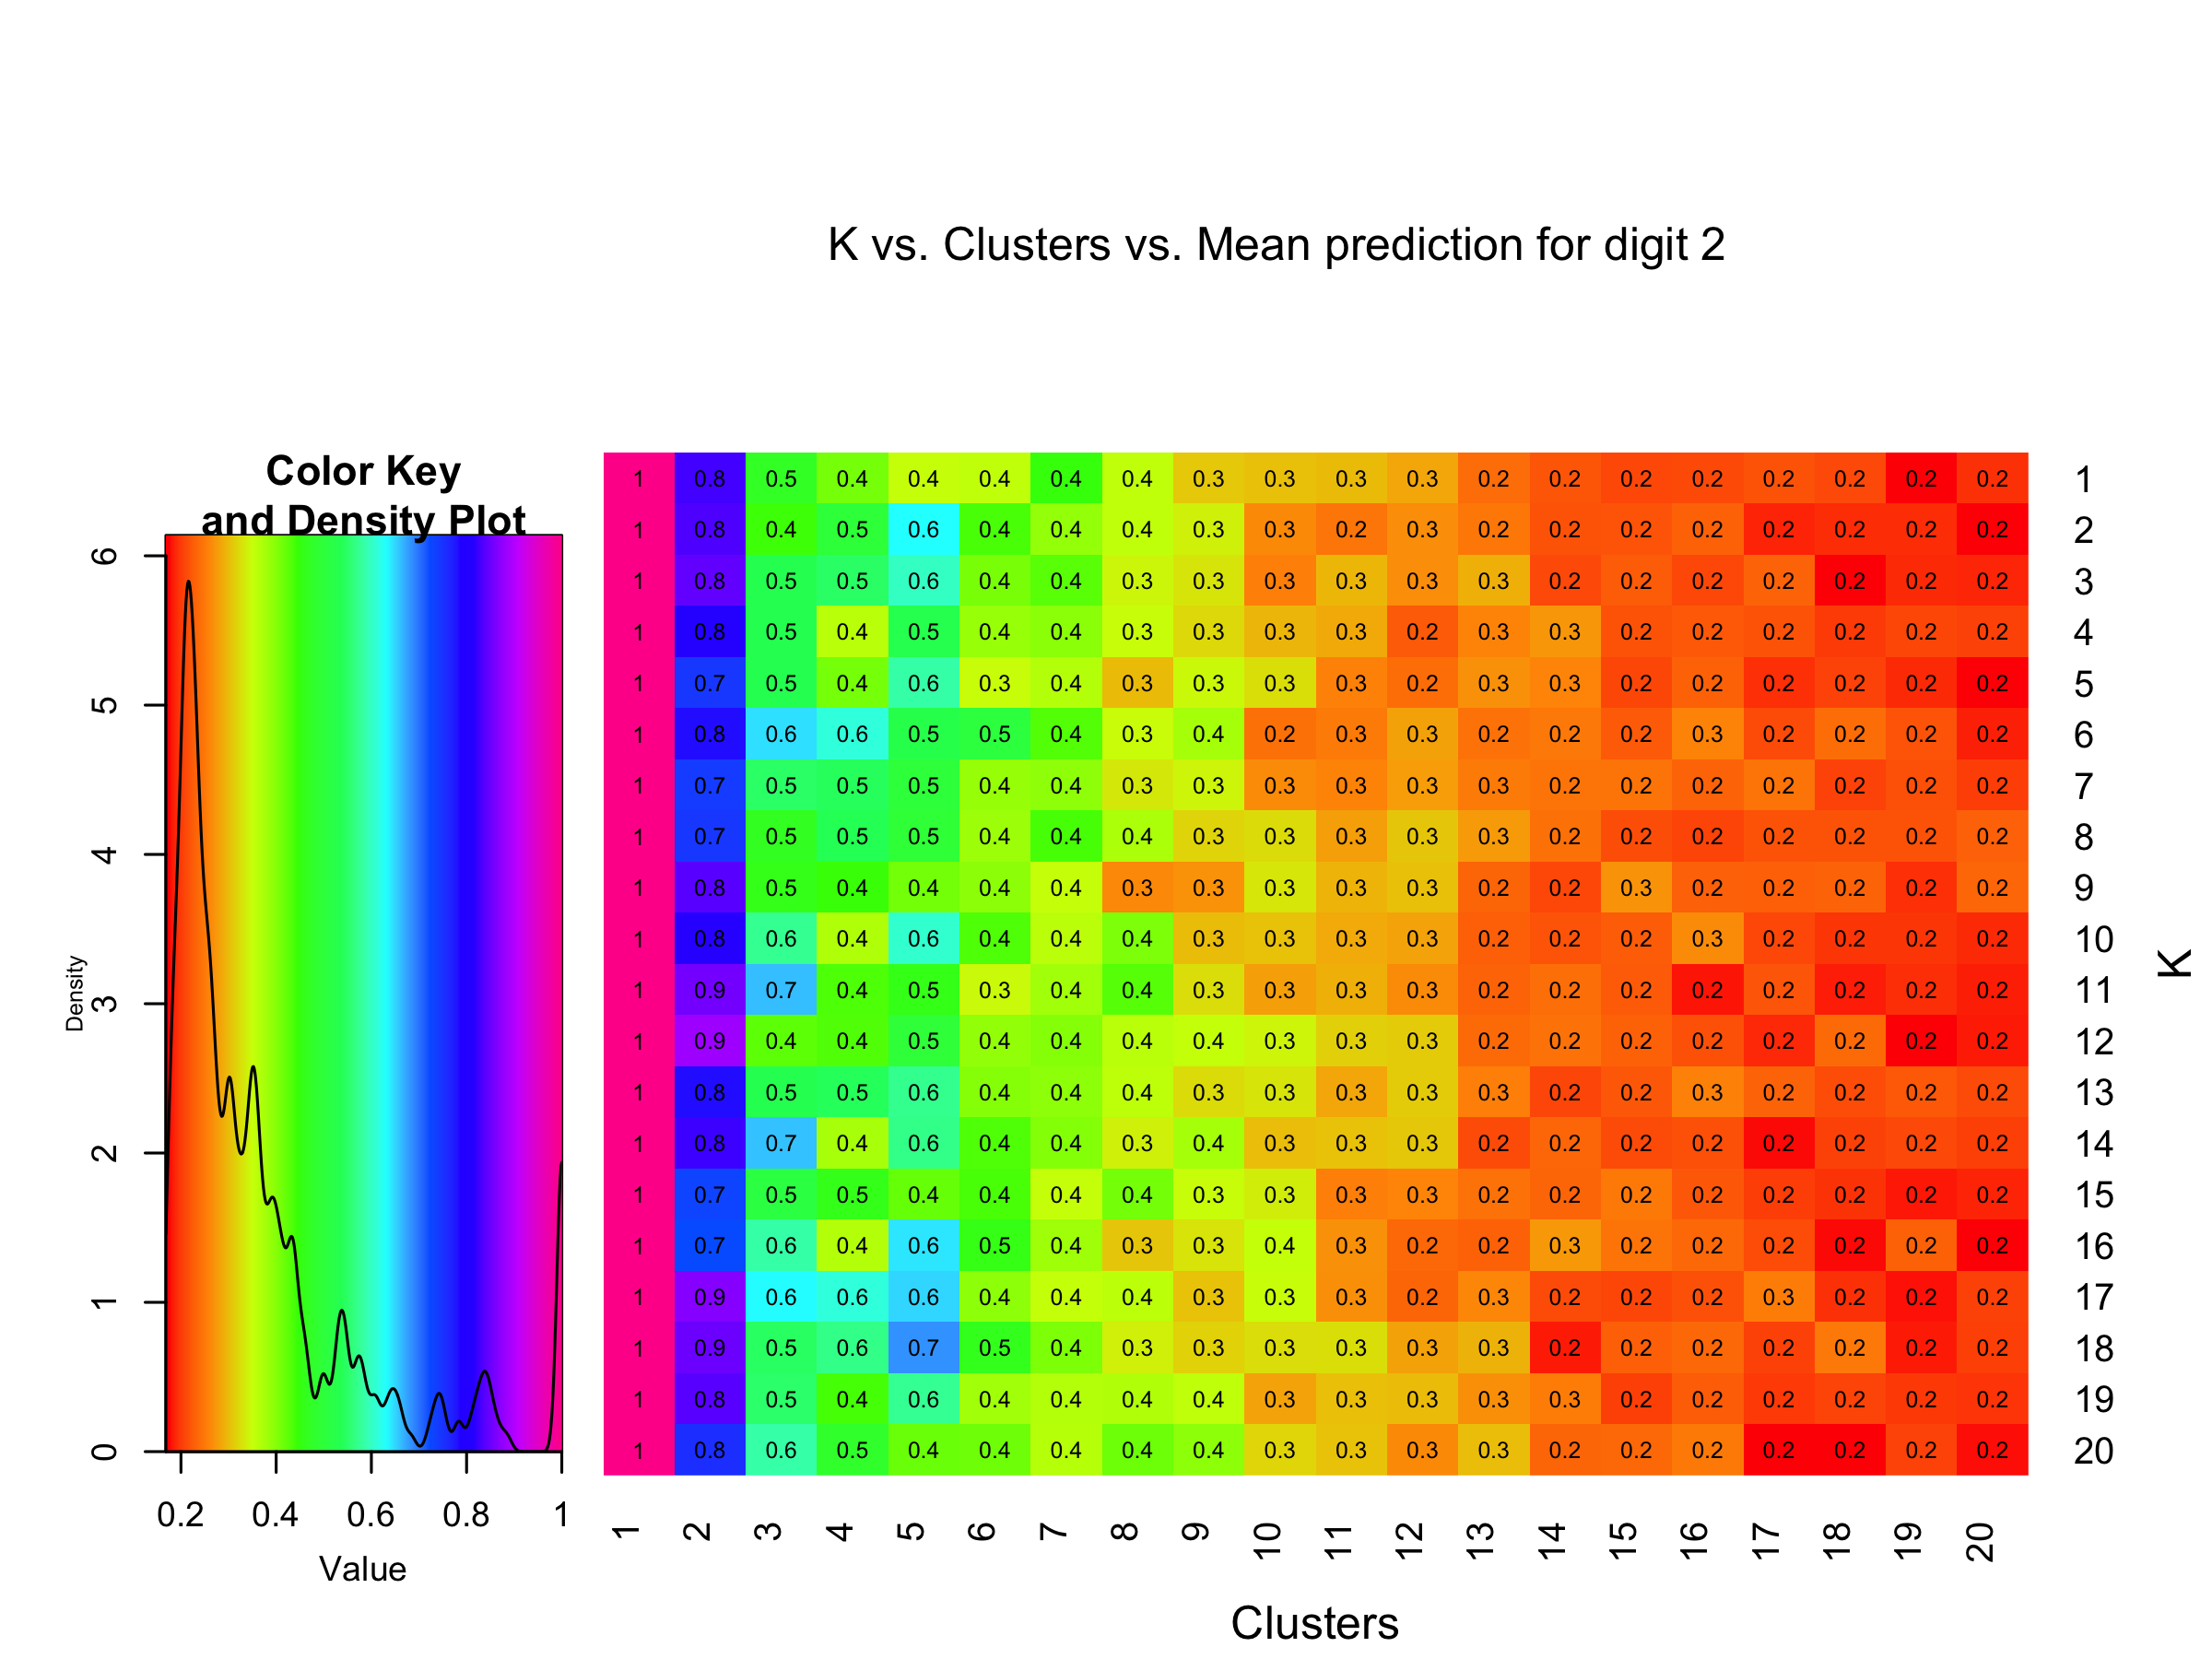 K vs. Clusters vs. Mean prediction for digit 2
Color Key
and Density Plot
6
5
4
3
2
1
0
Density
0.2 0.4 0.6 0.8 1
Value
1 0.8 0.5 0.4 0.4 0.4 0.4 0.4 0.3 0.3 0.3 0.3 0.2 0.2 0.2 0.2 0.2 0.2 0.2 0.2 1
1 0.8 0.4 0.5 0.6 0.4 0.4 0.4 0.3 0.3 0.2 0.3 0.2 0.2 0.2 0.2 0.2 0.2 0.2 0.2 2
1 0.8 0.5 0.5 0.6 0.4 0.4 0.3 0.3 0.3 0.3 0.3 0.3 0.2 0.2 0.2 0.2 0.2 0.2 0.2 3
1 0.8 0.5 0.4 0.5 0.4 0.4 0.3 0.3 0.3 0.3 0.2 0.3 0.3 0.2 0.2 0.2 0.2 0.2 0.2 4
1 0.7 0.5 0.4 0.6 0.3 0.4 0.3 0.3 0.3 0.3 0.2 0.3 0.3 0.2 0.2 0.2 0.2 0.2 0.2 5
1 0.8 0.6 0.6 0.5 0.5 0.4 0.3 0.4 0.2 0.3 0.3 0.2 0.2 0.2 0.3 0.2 0.2 0.2 0.2 6
1 0.7 0.5 0.5 0.5 0.4 0.4 0.3 0.3 0.3 0.3 0.3 0.3 0.2 0.2 0.2 0.2 0.2 0.2 0.2 7
1 0.7 0.5 0.5 0.5 0.4 0.4 0.4 0.3 0.3 0.3 0.3 0.3 0.2 0.2 0.2 0.2 0.2 0.2 0.2 8
1 0.8 0.5 0.4 0.4 0.4 0.4 0.3 0.3 0.3 0.3 0.3 0.2 0.2 0.3 0.2 0.2 0.2 0.2 0.2 9
1 0.8 0.6 0.4 0.6 0.4 0.4 0.4 0.3 0.3 0.3 0.3 0.2 0.2 0.2 0.3 0.2 0.2 0.2 0.2 10
1 0.9 0.7 0.4 0.5 0.3 0.4 0.4 0.3 0.3 0.3 0.3 0.2 0.2 0.2 0.2 0.2 0.2 0.2 0.2 11
1 0.9 0.4 0.4 0.5 0.4 0.4 0.4 0.4 0.3 0.3 0.3 0.2 0.2 0.2 0.2 0.2 0.2 0.2 0.2 12
1 0.8 0.5 0.5 0.6 0.4 0.4 0.4 0.3 0.3 0.3 0.3 0.3 0.2 0.2 0.3 0.2 0.2 0.2 0.2 13
1 0.8 0.7 0.4 0.6 0.4 0.4 0.3 0.4 0.3 0.3 0.3 0.2 0.2 0.2 0.2 0.2 0.2 0.2 0.2 14
1 0.7 0.5 0.5 0.4 0.4 0.4 0.4 0.3 0.3 0.3 0.3 0.2 0.2 0.2 0.2 0.2 0.2 0.2 0.2 15
1 0.7 0.6 0.4 0.6 0.5 0.4 0.3 0.3 0.4 0.3 0.2 0.2 0.3 0.2 0.2 0.2 0.2 0.2 0.2 16
1 0.9 0.6 0.6 0.6 0.4 0.4 0.4 0.3 0.3 0.3 0.2 0.3 0.2 0.2 0.2 0.3 0.2 0.2 0.2 17
1 0.9 0.5 0.6 0.7 0.5 0.4 0.3 0.3 0.3 0.3 0.3 0.3 0.2 0.2 0.2 0.2 0.2 0.2 0.2 18
1 0.8 0.5 0.4 0.6 0.4 0.4 0.4 0.4 0.3 0.3 0.3 0.3 0.3 0.2 0.2 0.2 0.2 0.2 0.2 19
1 0.8 0.6 0.5 0.4 0.4 0.4 0.4 0.4 0.3 0.3 0.3 0.3 0.2 0.2 0.2 0.2 0.2 0.2 0.2 20
K
1 2 3 4 5 6 7 8 9 10 11 12 13 14 15 16 17 18 19 20
Clusters